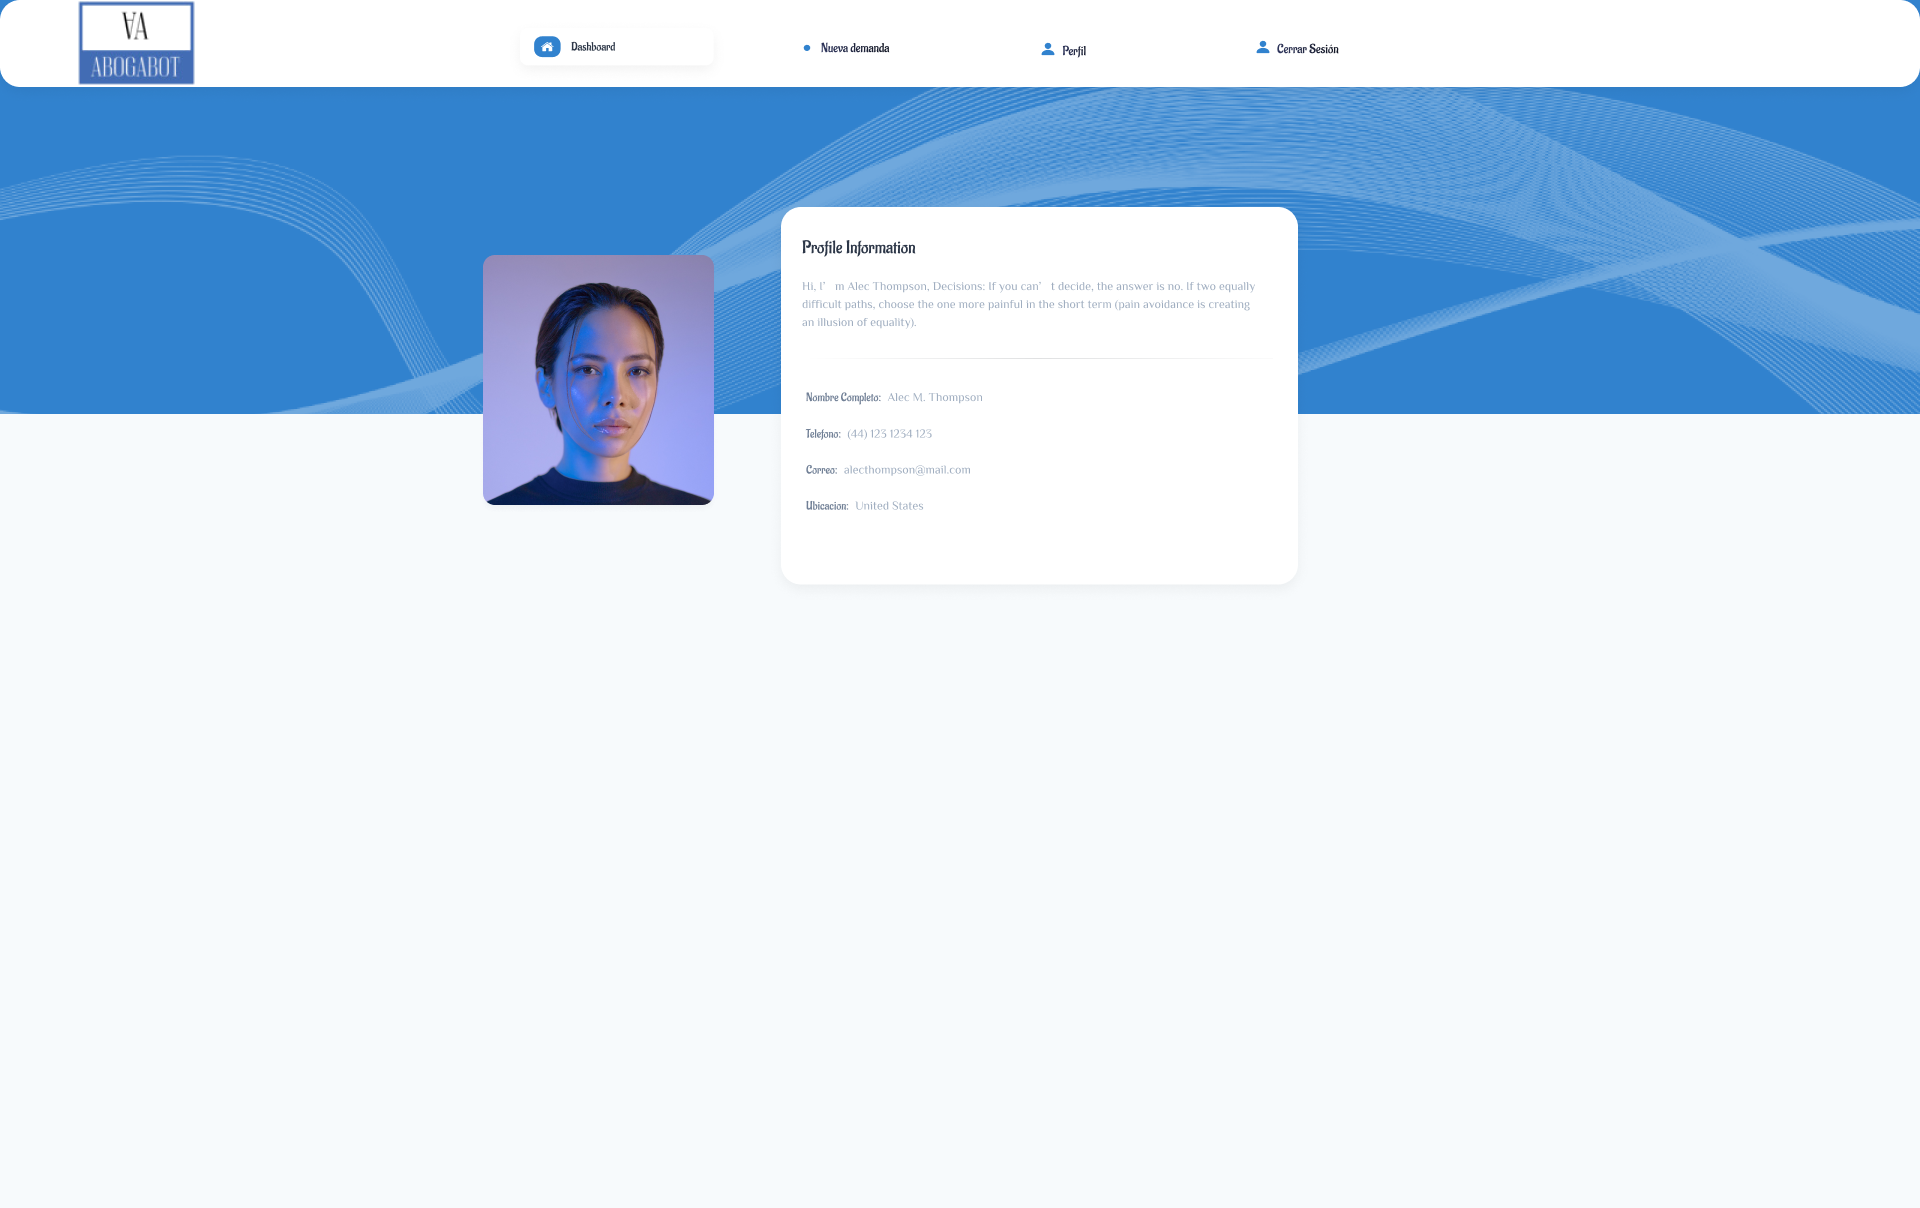 AA
ABOGABOT
Dashboard
Nueva demanda
Perfil
Cerrar Sesión
Profile Information
Hi, I’m Alec Thompson, Decisions: If you can’t decide, the answer is no. If two equally
difficult paths, choose the one more painful in the short term (pain avoidance is creating
an illusion of equality).
Nombre Completo: Alec M. Thompson
Telefono: (44) 123 1234 123
Correo: alecthompson@mail.com
Ubicacion: United States